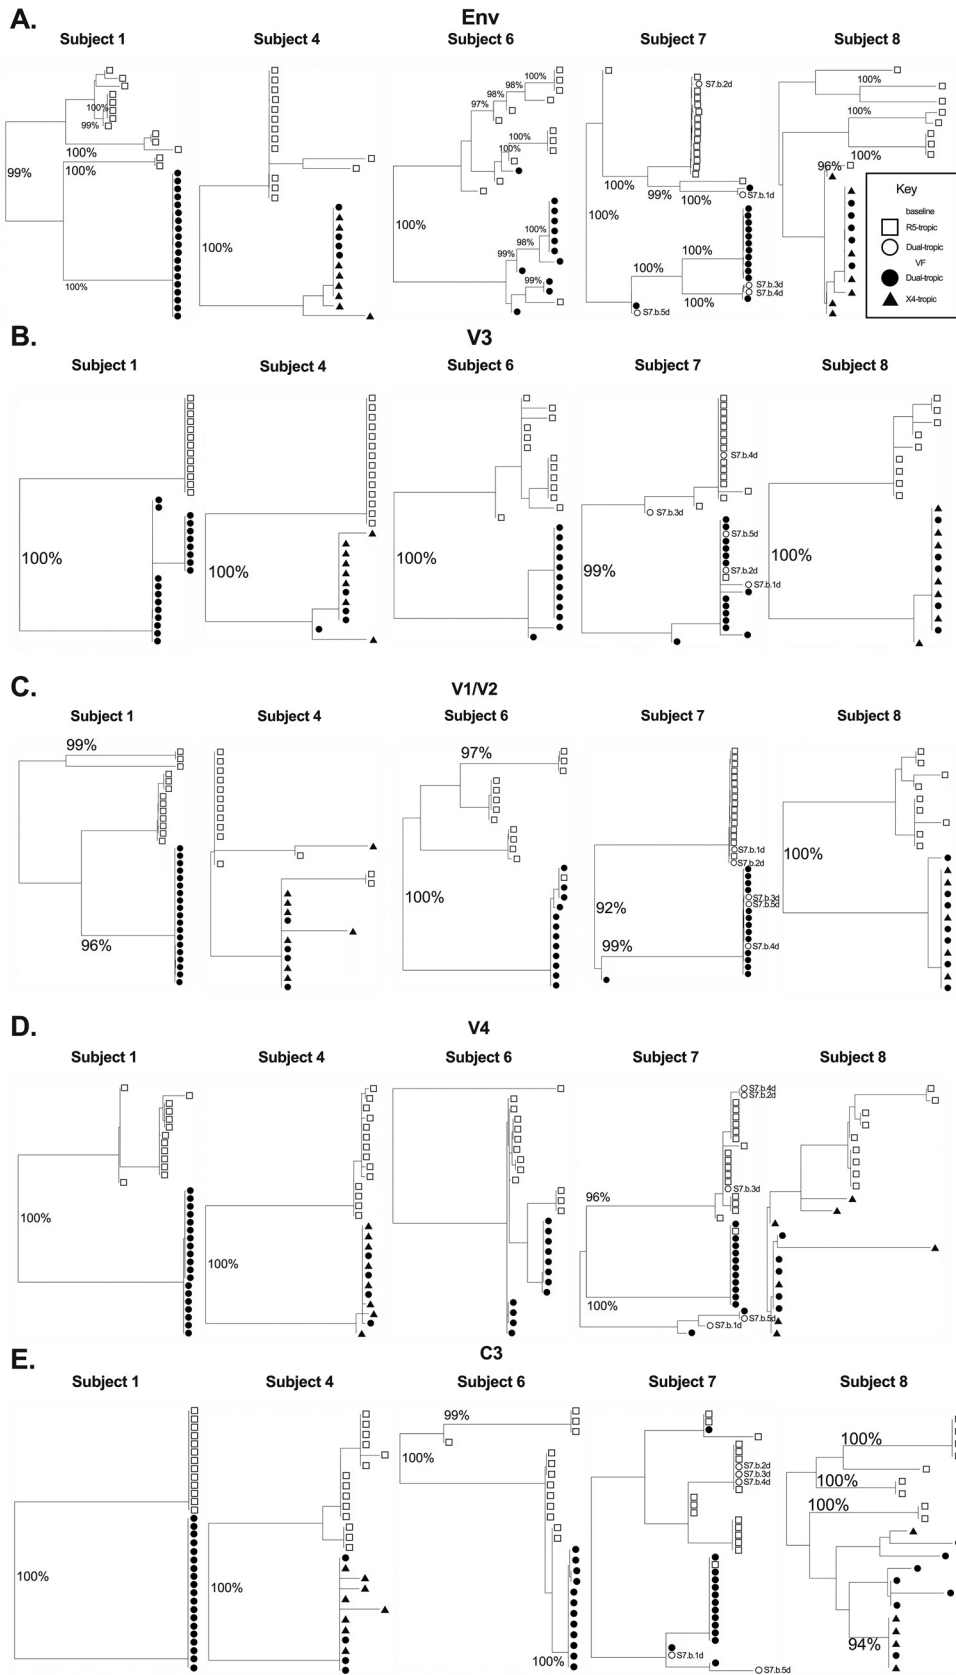 A.
Env
Subject 1
Subject 4
Subject 6
Subject 7
Subject 8
100%
99%
100%
100%
99%
100%
100%
100%
98%
98%
97%
100%
100%
100%
100%
98%
99%
99%
S7.b.2d
100%
99%
100%
S7.b.1d
100%
100%
100%
100%
S7.b.3d
S7.b.4d
S7.b.5d
100%
100%
100%
96%
Key
baseline
R5-tropic
Dual-tropic
VF
Dual-tropic
X4-tropic
B.
V3
Subject 1
Subject 4
Subject 6
Subject 7
Subject 8
100%
100%
100%
S7.b.4d
S7.b.3d
S7.b.5d
99%
S7.b.2d
S7.b.1d
100%
C.
V1/V2
Subject 1
Subject 4
Subject 6
Subject 7
Subject 8
99%
96%
97%
100%
S7.b.1d
S7.b.2d
S7.b.3d
S7.b.5d
92%
99%
S7.b.4d
100%
D.
V4
Subject 1
Subject 4
Subject 6
Subject 7
Subject 8
100%
100%
S7.b.4d
S7.b.2d
S7.b.3d
96%
100%
S7.b.5d
S7.b.1d
E.
C3
Subject 1
Subject 4
Subject 6
Subject 7
Subject 8
100%
100%
99%
100%
100%
S7.b.2d
S7.b.3d
S7.b.4d
S7.b.1d
S7.b.5d
100%
100%
100%
94%